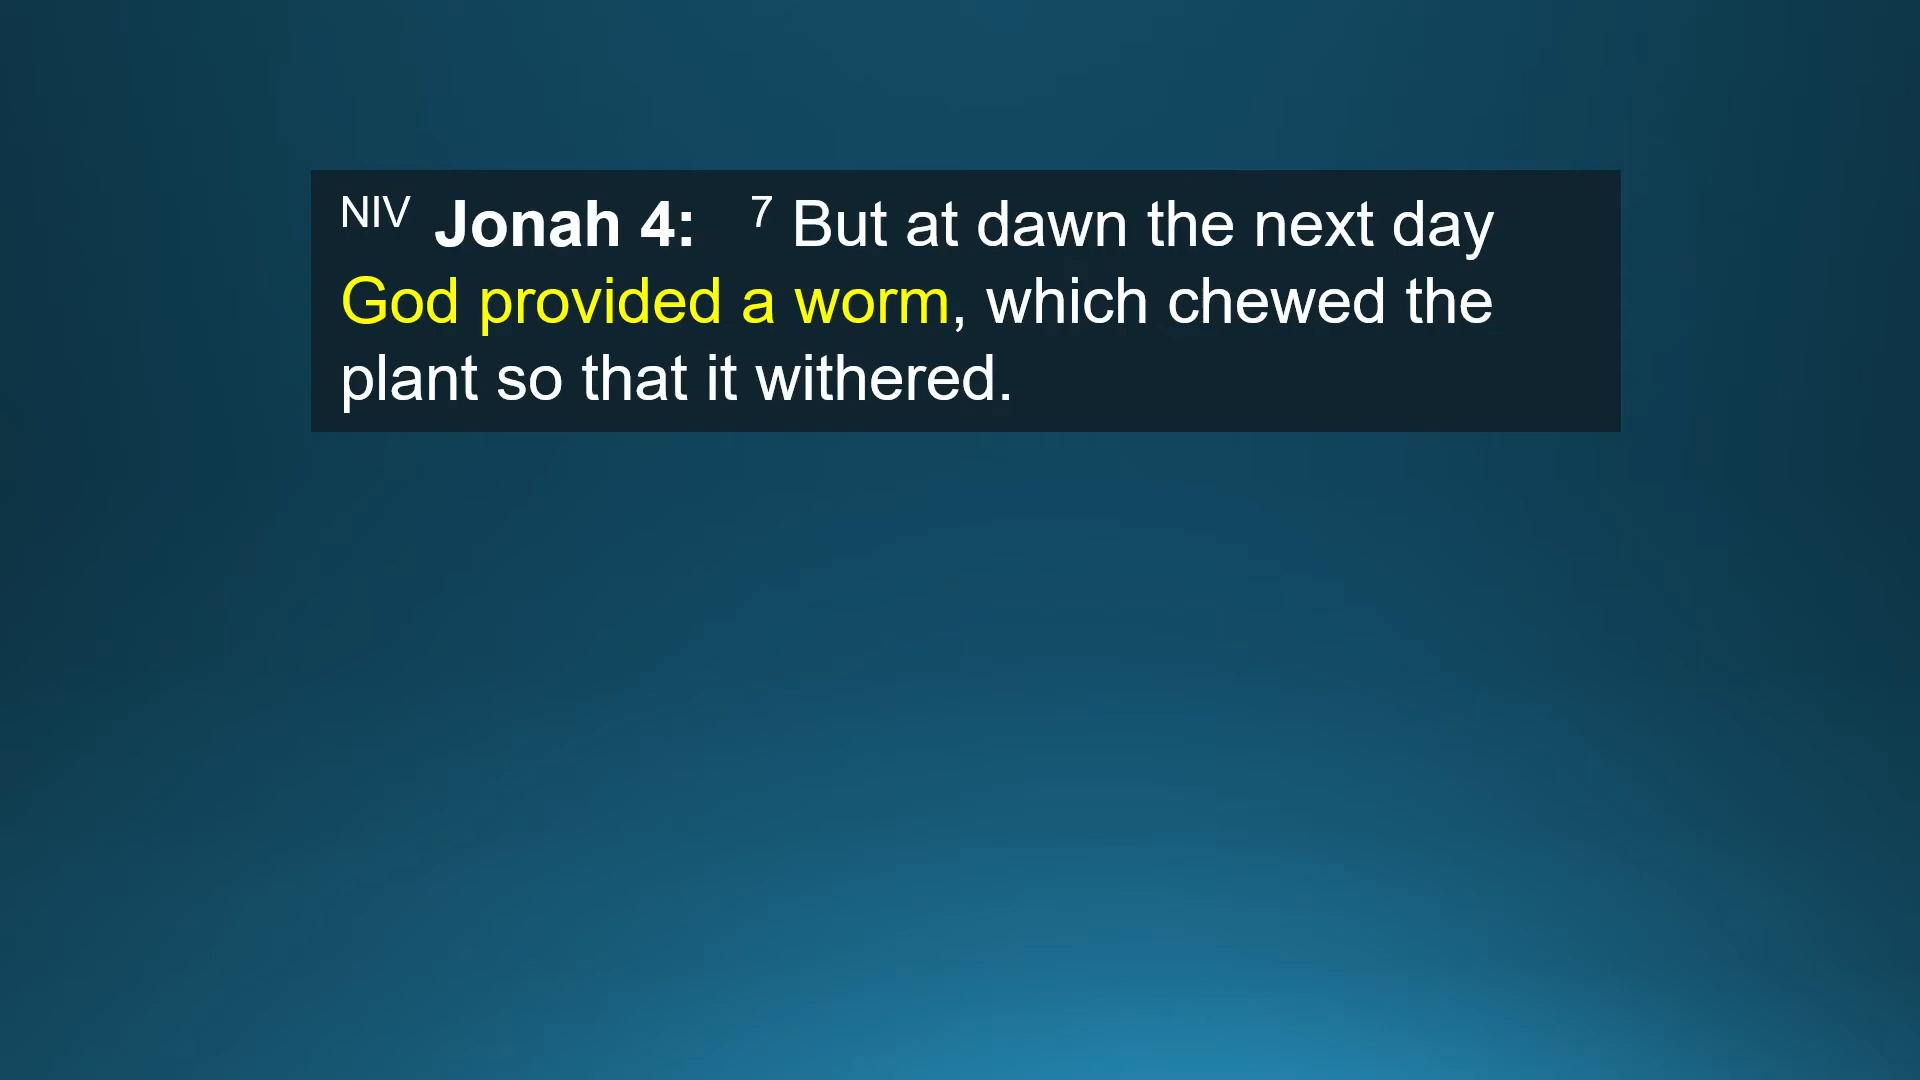 NIV Jonah 4: 7 But at dawn the next day
God provided a worm, which chewed the
plant so that it withered.